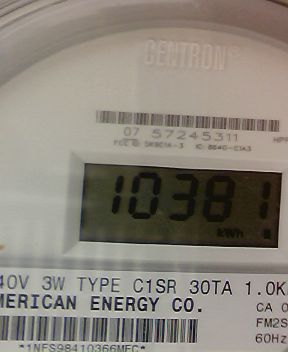 CENTRON®
07 57245311
10381
kWh
40V 3W TYPE C1SR 30TA 1.0K
MERICAN ENERGY CO.
CA 0
FM2S
60Hz
*1NFS98410366MFC*